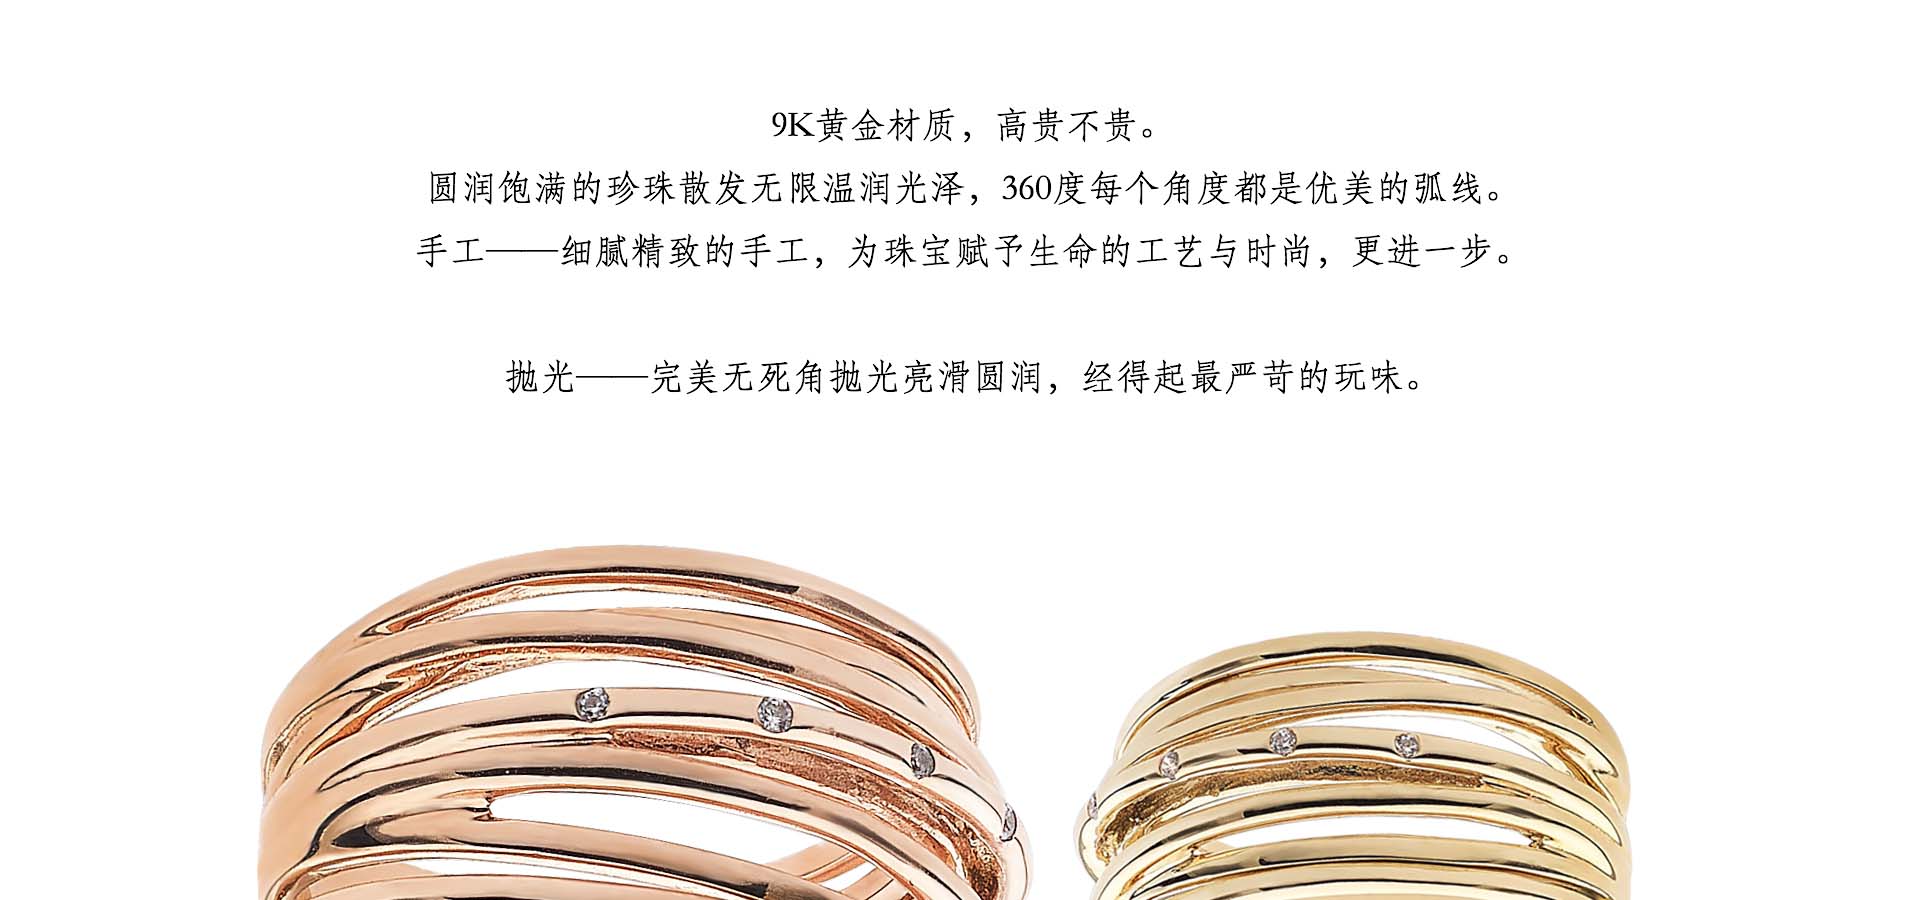 9K黄金材质，高贵不贵。
圆润饱满的珍珠散发无限温润光泽，360度每个角度都是优美的弧线。
手工——细腻精致的手工，为珠宝赋予生命的工艺与时尚，更进一步。
抛光——完美无死角抛光亮滑圆润，经得起最严苛的玩味。